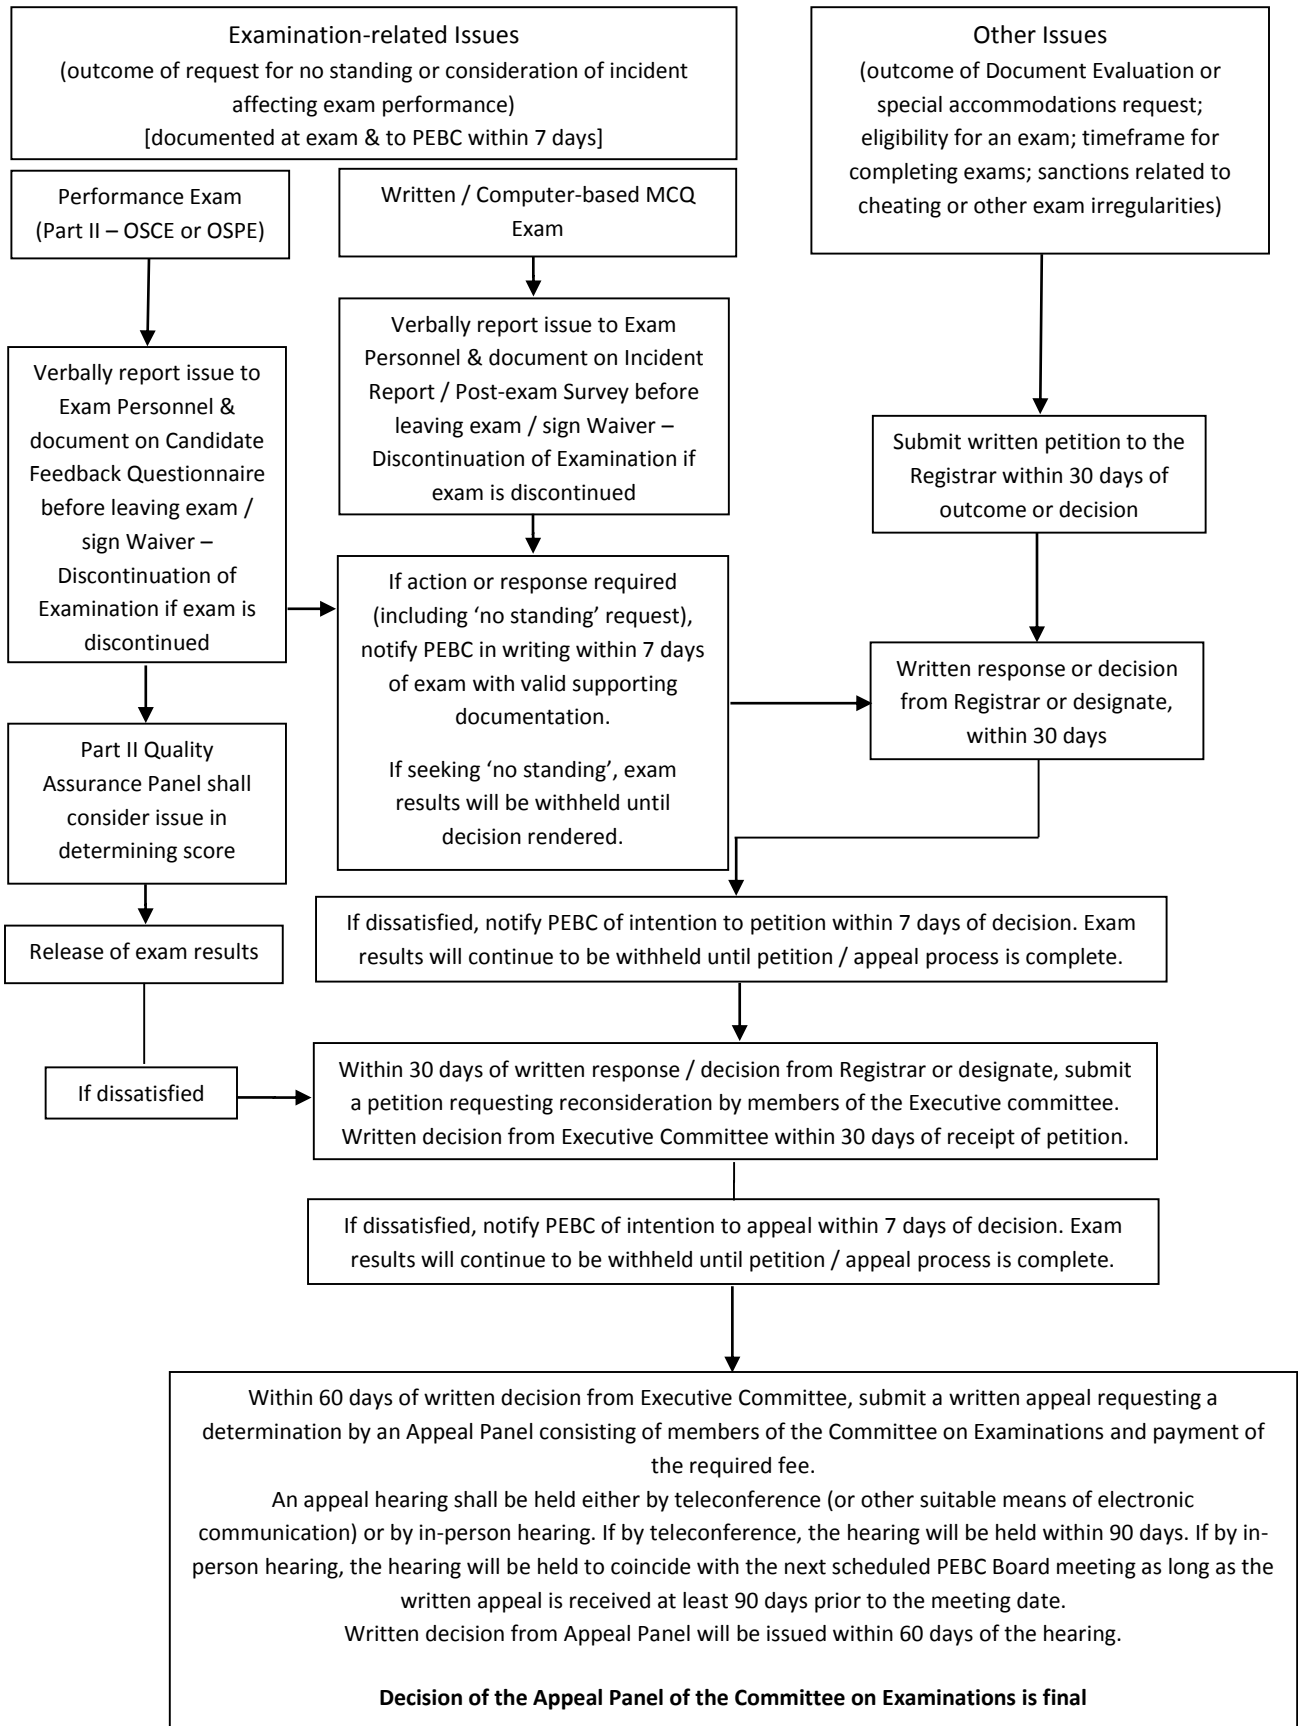 Examination-related Issues
(outcome of request for no standing or consideration of incident
affecting exam performance)
[documented at exam & to PEBC within 7 days]
Other Issues
(outcome of Document Evaluation or
special accommodations request;
eligibility for an exam; timeframe for
completing exams; sanctions related to
cheating or other exam irregularities)
Performance Exam
(Part II – OSCE or OSPE)
Written / Computer-based MCQ
Exam
Verbally report issue to
Exam Personnel &
document on Candidate
Feedback Questionnaire
before leaving exam /
sign Waiver –
Discontinuation of
Examination if exam is
discontinued
Verbally report issue to Exam
Personnel & document on Incident
Report / Post-exam Survey before
leaving exam / sign Waiver –
Discontinuation of Examination if
exam is discontinued
Submit written petition to the
Registrar within 30 days of
outcome or decision
If action or response required
(including ‘no standing’ request),
notify PEBC in writing within 7 days
of exam with valid supporting
documentation.
If seeking ‘no standing’, exam
results will be withheld until
decision rendered.
Written response or decision
from Registrar or designate,
within 30 days
Part II Quality
Assurance Panel shall
consider issue in
determining score
Release of exam results
If dissatisfied, notify PEBC of intention to petition within 7 days of decision. Exam
results will continue to be withheld until petition / appeal process is complete.
If dissatisfied
Within 30 days of written response / decision from Registrar or designate, submit
a petition requesting reconsideration by members of the Executive committee.
Written decision from Executive Committee within 30 days of receipt of petition.
If dissatisfied, notify PEBC of intention to appeal within 7 days of decision. Exam
results will continue to be withheld until petition / appeal process is complete.
Within 60 days of written decision from Executive Committee, submit a written appeal requesting a
determination by an Appeal Panel consisting of members of the Committee on Examinations and payment of
the required fee.
An appeal hearing shall be held either by teleconference (or other suitable means of electronic
communication) or by in-person hearing. If by teleconference, the hearing will be held within 90 days. If by in-
person hearing, the hearing will be held to coincide with the next scheduled PEBC Board meeting as long as the
written appeal is received at least 90 days prior to the meeting date.
Written decision from Appeal Panel will be issued within 60 days of the hearing.
Decision of the Appeal Panel of the Committee on Examinations is final